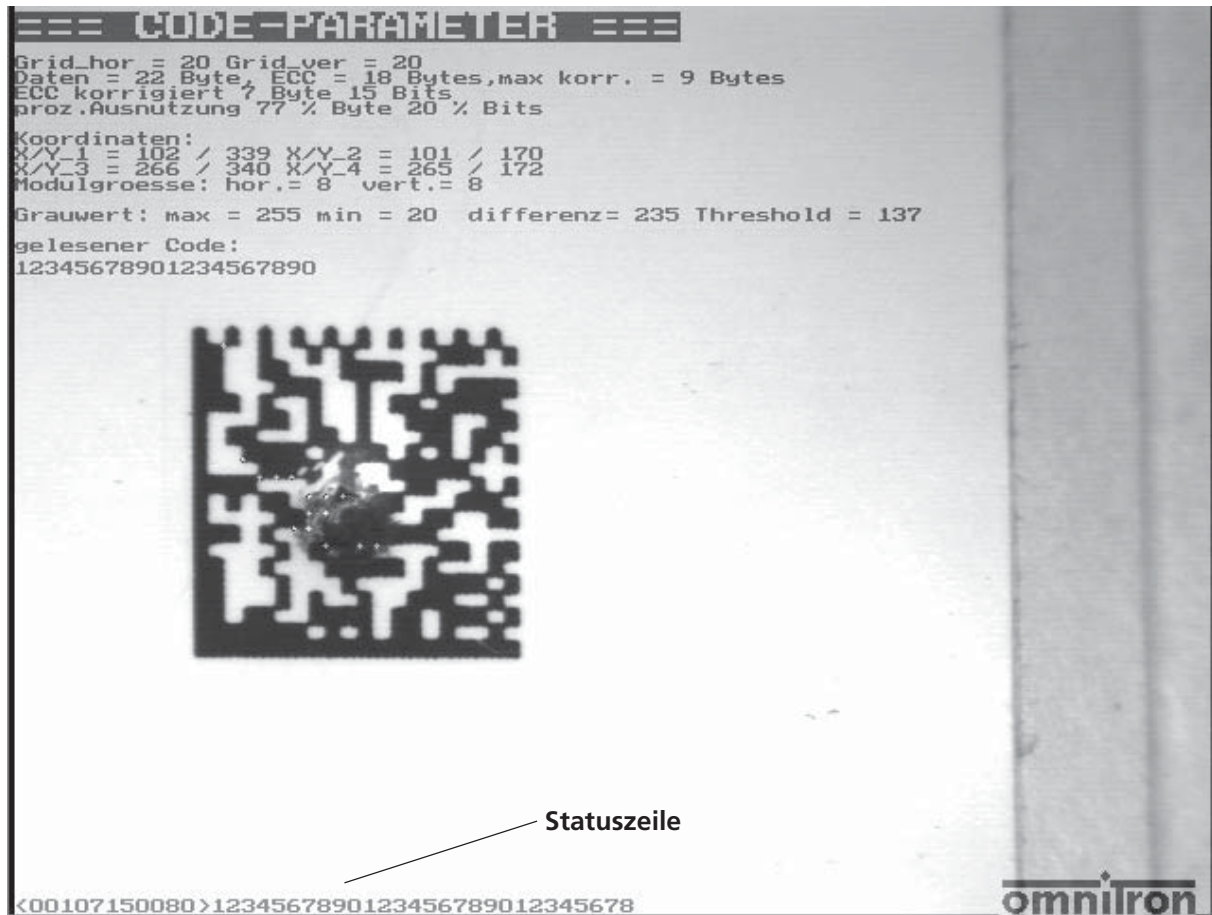 === CODE-PARAMETER ===
Grid_hor = 20 Grid_ver = 20
Daten = 22 Byte, ECC = 18 Bytes,max korr. = 9 Bytes
ECC korrigiert 7 Byte 15 Bits
proz.Ausnutzung 77 % Byte 20 % Bits
Koordinaten:
X/Y_1 = 102 / 339 X/Y_2 = 101 / 170
X/Y_3 = 266 / 340 X/Y_4 = 265 / 172
Modulgroesse: hor.= 8 vert.= 8
Grauwert: max = 255 min = 20 differenz= 235 Threshold = 137
gelesener Code:
12345678901234567890
Statuszeile
<00107150080>1234567890123456789012345678
omnitron